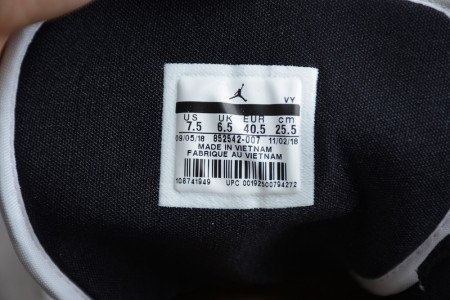 VY
US UK EUR cm
7.5 6.5 40.5 25.5
09/05/18 852542-007 11/02/18
MADE IN VIETNAM
FABRIQUE AU VIETNAM
108741949 UPC 00192500794272